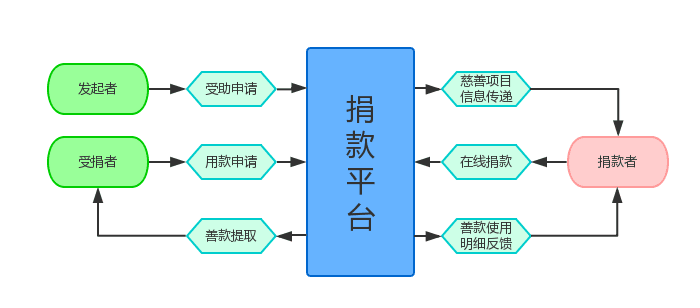 发起者
受助申请
捐
款
平
台
慈善项目
信息传递
受捐者
用款申请
在线捐款
捐款者
善款提取
善款使用
明细反馈